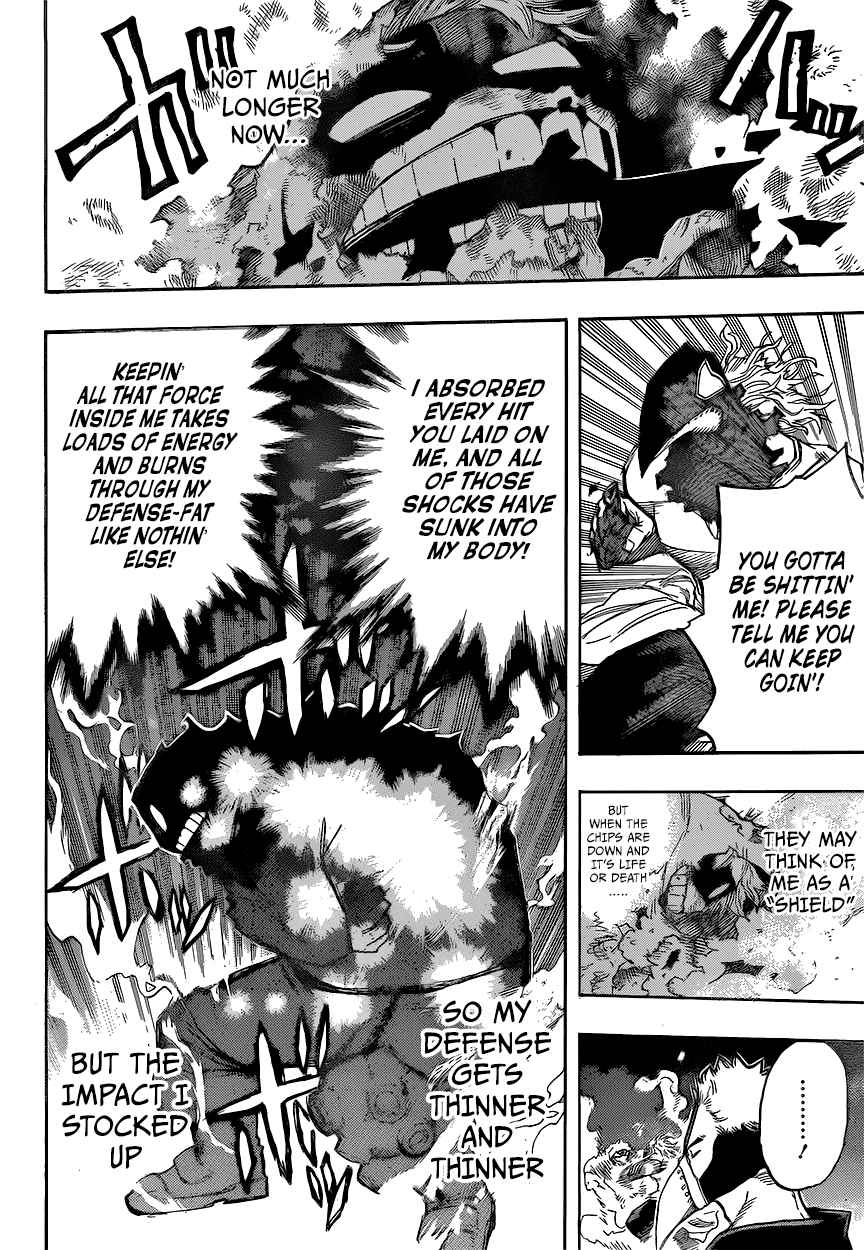 ガ
ガガ
NOT MUCH
LONGER
NOW...
YOU GOTTA
BE SHITTIN'
ME! PLEASE
TELL ME YOU
CAN KEEP
GOIN'!
THEY MAY
THINK OF
ME AS A
"SHIELD"
BUT
WHEN THE
CHIPS ARE
DOWN AND
IT'S LIFE
OR DEATH
.....
.........!
I ABSORBED
EVERY HIT
YOU LAID ON
ME, AND ALL
OF THOSE
SHOCKS HAVE
SUNK INTO
MY BODY!
KEEPIN'
ALL THAT FORCE
INSIDE ME TAKES
LOADS OF ENERGY
AND BURNS
THROUGH MY
DEFENSE-FAT
LIKE NOTHIN'
ELSE!
SO MY
DEFENSE
GETS
THINNER
AND
THINNER
BUT THE
IMPACT I
STOCKED
UP